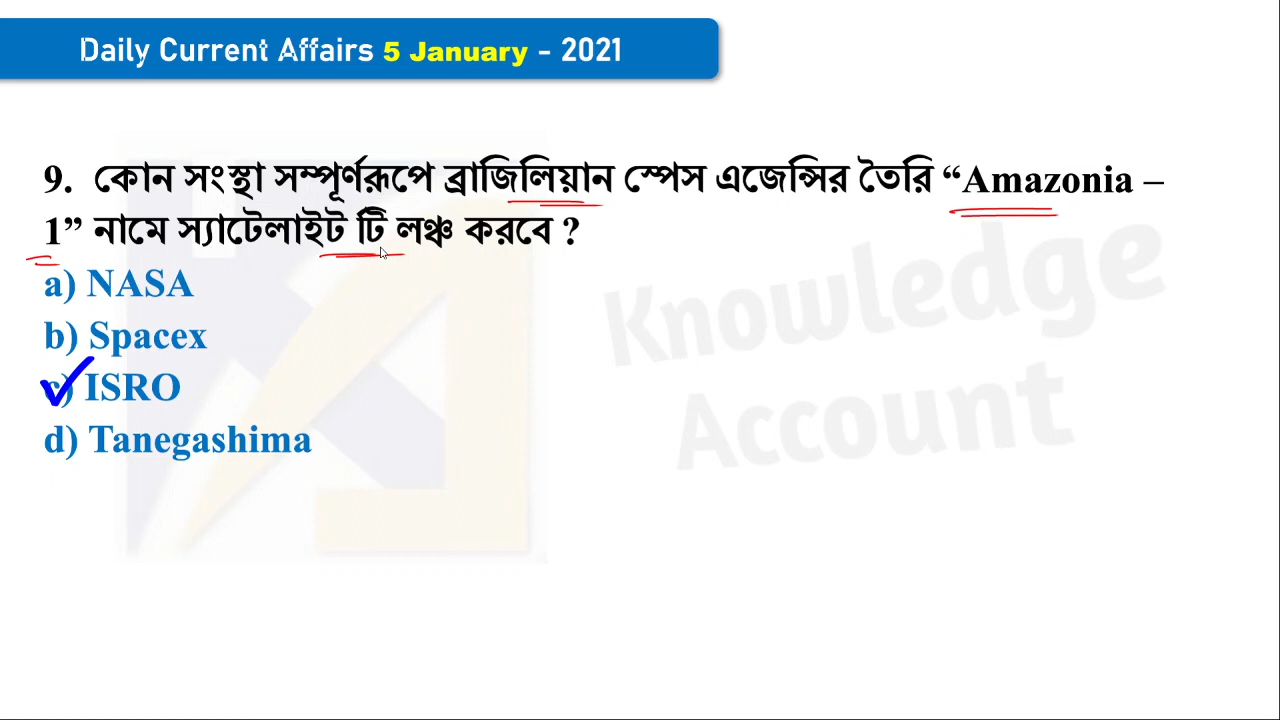 Daily Current Affairs 5 January - 2021
9. কোন সংস্থা সম্পূর্ণরূপে ব্রাজিলিয়ান স্পেস এজেন্সির তৈরি “Amazonia –
1” নামে স্যাটেলাইট টি লঞ্চ করবে ?
a) NASA
b) Spacex
c) ISRO
d) Tanegashima
Knowledge
Account